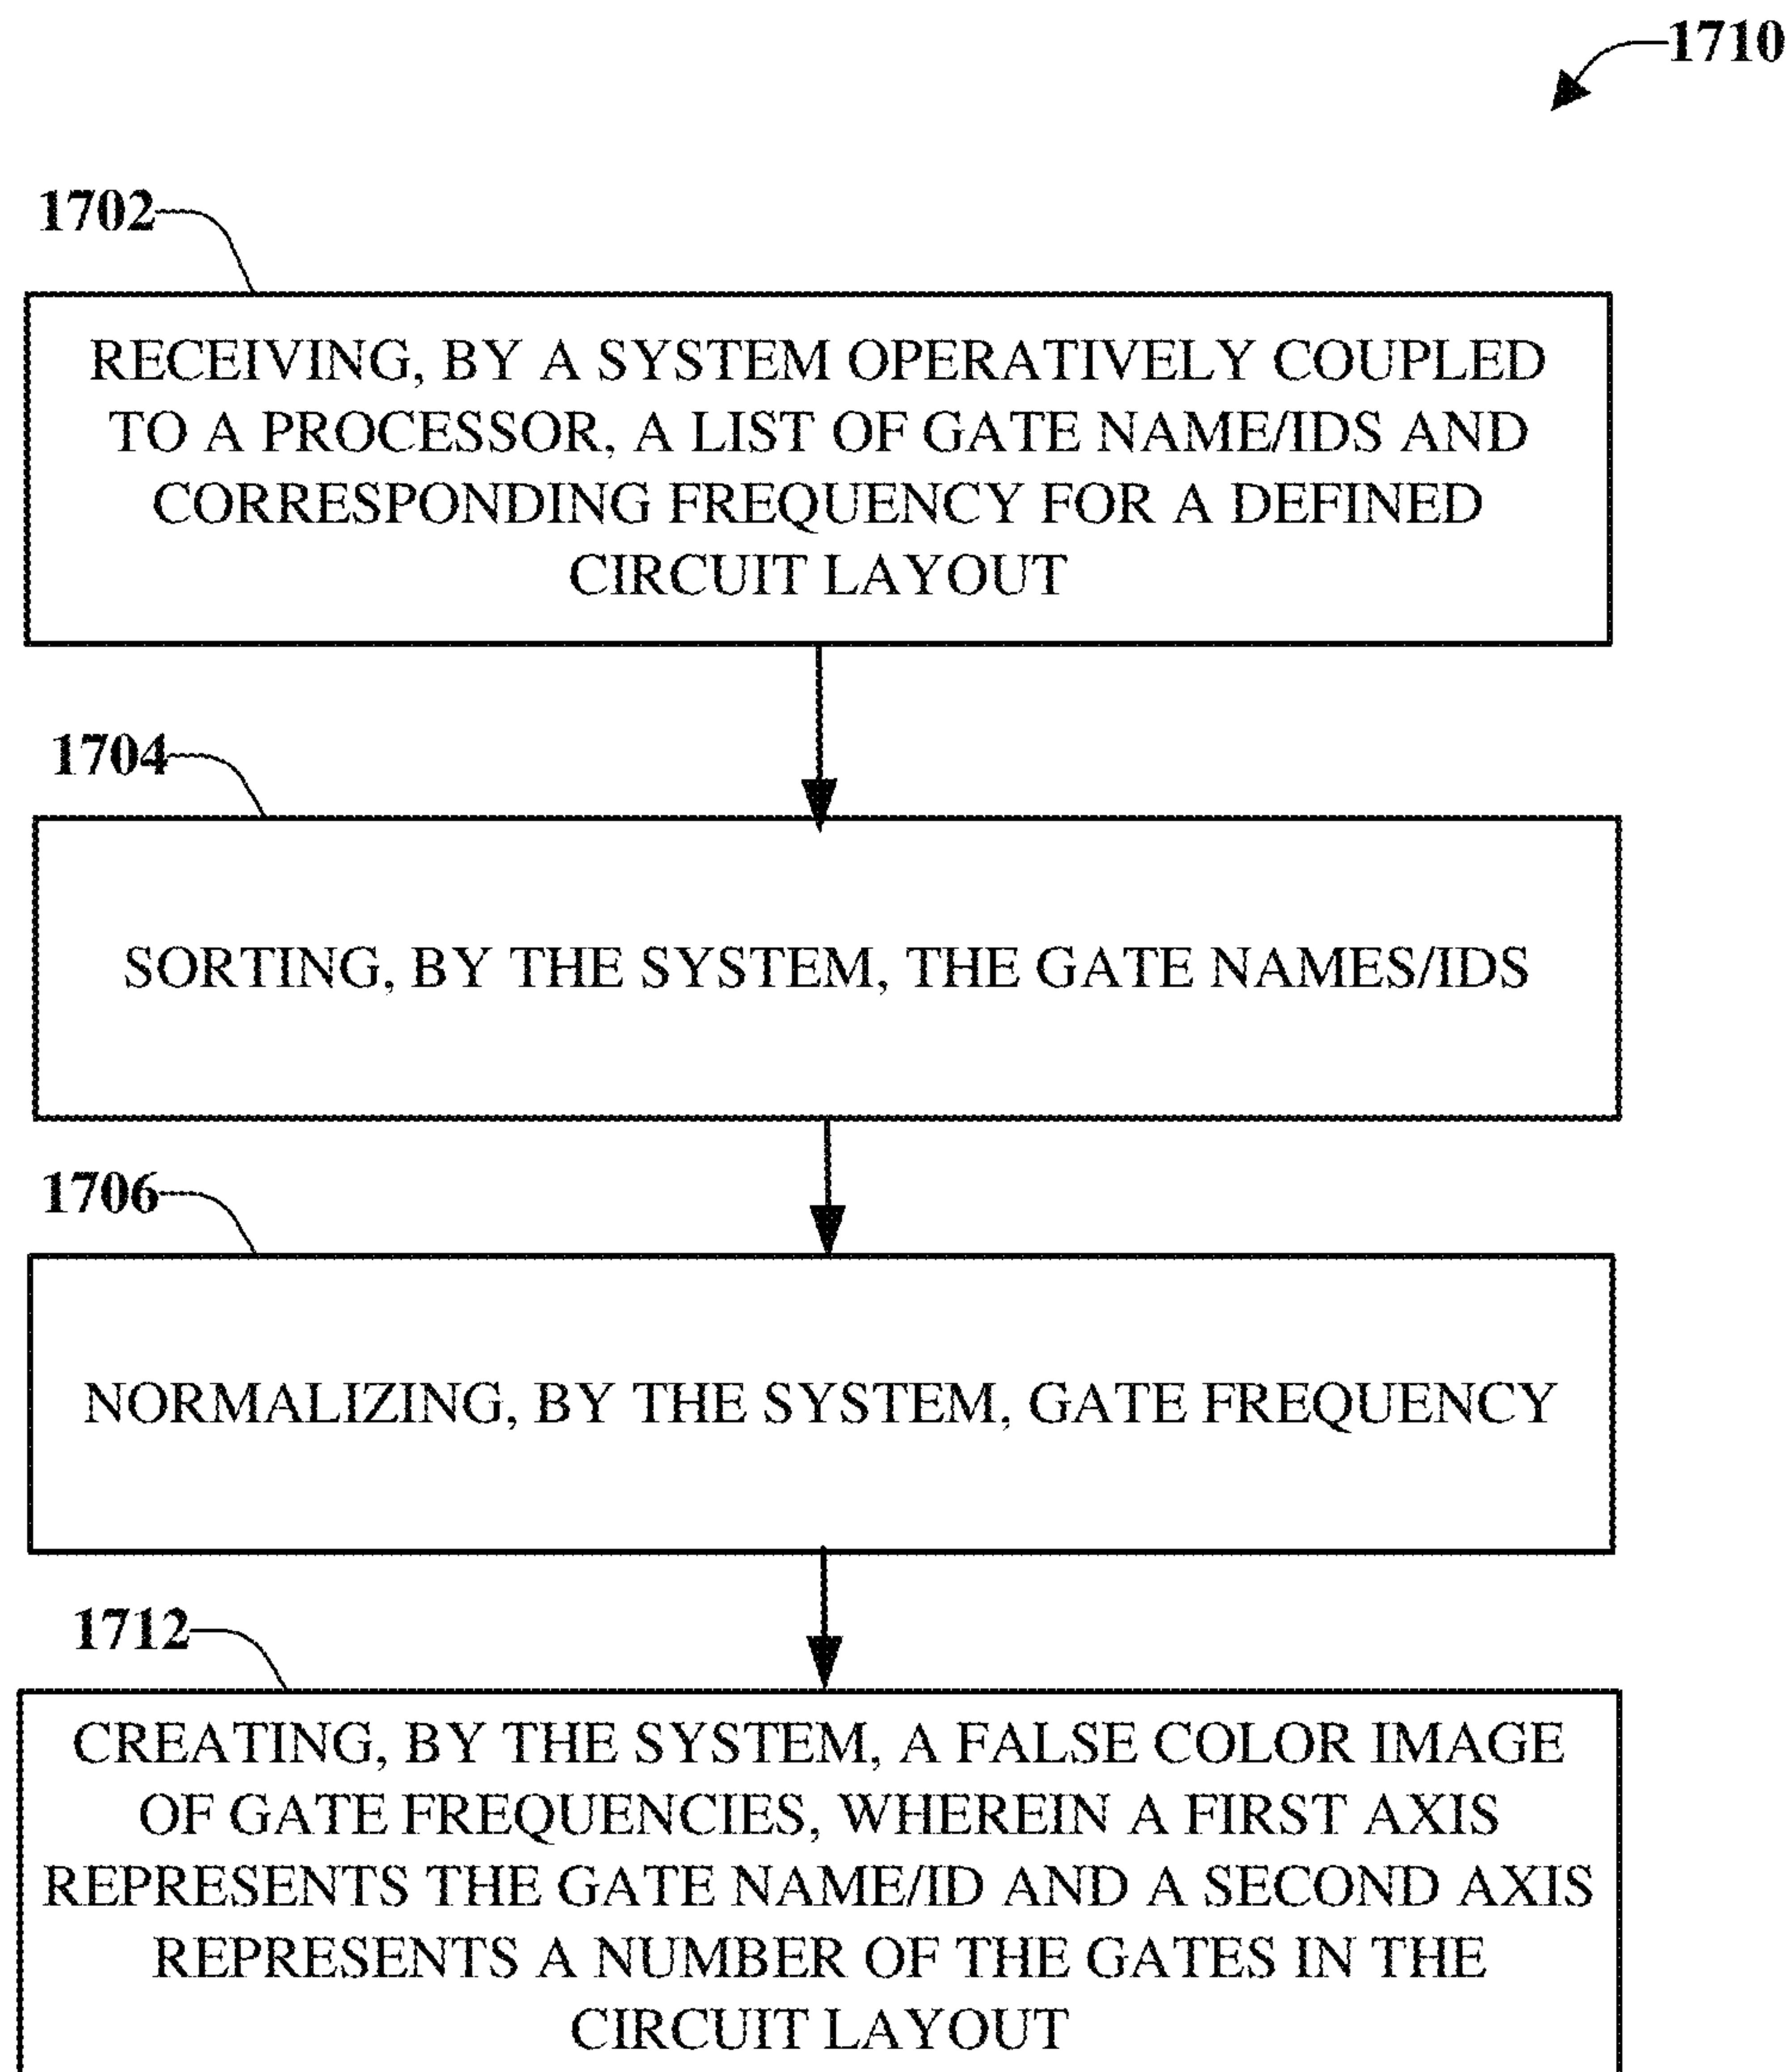 1710
1702
RECEIVING, BY A SYSTEM OPERATIVELY COUPLED
TO A PROCESSOR, A LIST OF GATE NAME/IDS AND
CORRESPONDING FREQUENCY FOR A DEFINED
CIRCUIT LAYOUT
1704
SORTING, BY THE SYSTEM, THE GATE NAMES/IDS
1706
NORMALIZING, BY THE SYSTEM, GATE FREQUENCY
1712
CREATING, BY THE SYSTEM, A FALSE COLOR IMAGE
OF GATE FREQUENCIES, WHEREIN A FIRST AXIS
REPRESENTS THE GATE NAME/ID AND A SECOND AXIS
REPRESENTS A NUMBER OF THE GATES IN THE
CIRCUIT LAYOUT